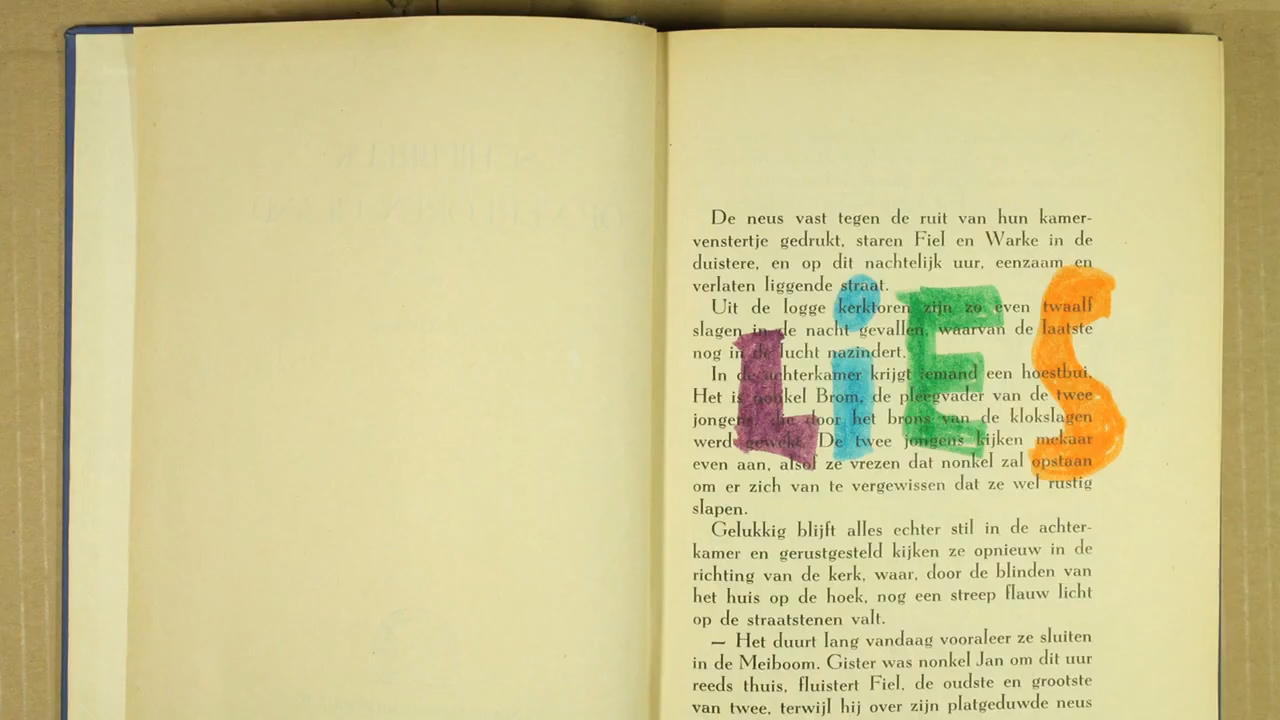 De neus vast tegen de ruit van hun kamer-
venstertje gedrukt, staren Fiel en Warke in de
duistere, en op dit nachtelijk uur, eenzaam en
verlaten liggende straat.
Uit de logge kerktoren zijn zo even twaalf
slagen in de nacht gevallen, waarvan de laatste
nog in de lucht nazindert.
In de achterkamer krijgt iemand een hoestbui.
Het is nonkel Brom, de pleegvader van de twee
jongens, die door het brons van de klokslagen
werd gewekt. De twee jongens kijken mekaar
even aan, alsof ze vrezen dat nonkel zal opstaan
om er zich van te vergewissen dat ze wel rustig
slapen.
Gelukkig blijft alles echter stil in de achter-
kamer en gerustgesteld kijken ze opnieuw in de
richting van de kerk, waar, door de blinden van
het huis op de hoek, nog een streep flauw licht
op de straatstenen valt.
— Het duurt lang vandaag vooraleer ze sluiten
in de Meiboom. Gister was nonkel Jan om dit uur
reeds thuis, fluistert Fiel, de oudste en grootste
van twee, terwijl hij over zijn platgeduwde neus
LiES